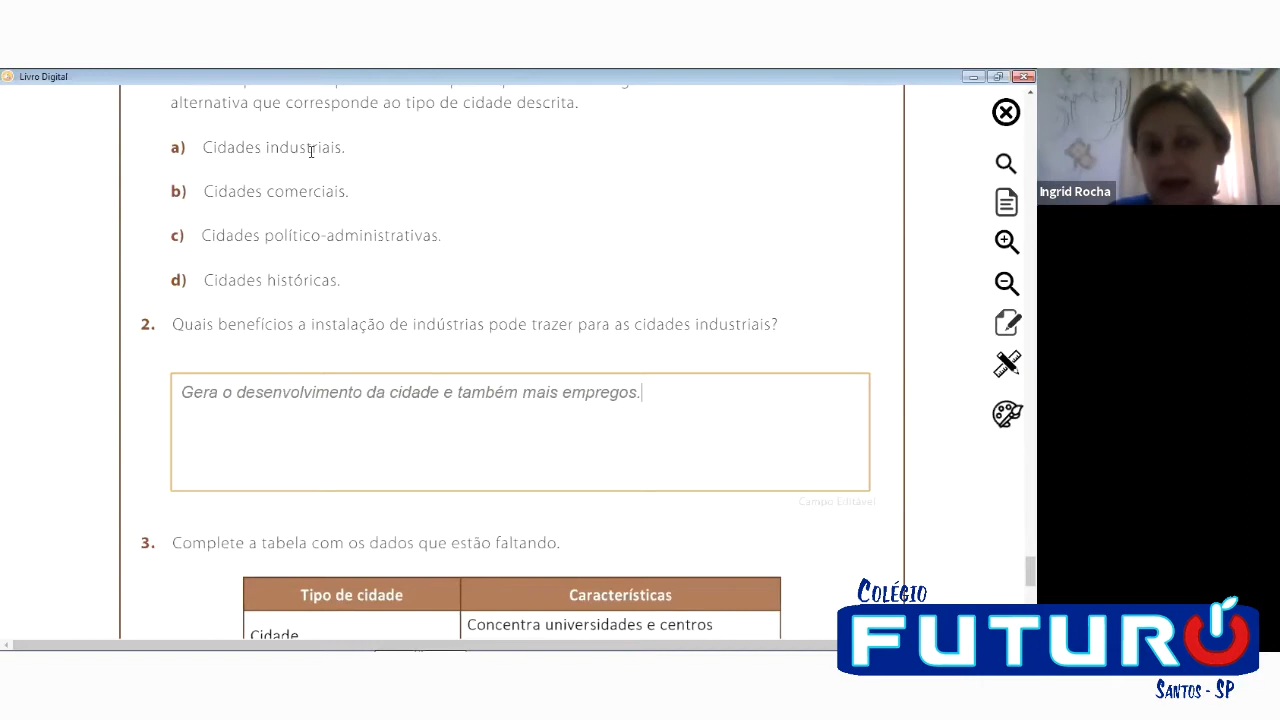 Livro Digital
alternativa que corresponde ao tipo de cidade descrita.
a) Cidades industriais.
b) Cidades comerciais.
c) Cidades político-administrativas.
d) Cidades históricas.
2. Quais benefícios a instalação de indústrias pode trazer para as cidades industriais?
Gera o desenvolvimento da cidade e também mais empregos.
Campo Editável
3. Complete a tabela com os dados que estão faltando.
Tipo de cidade Características
Cidade
Concentra universidades e centros
Ingrid Rocha
COLÉGIO
FUTURO
SANTOS - SP